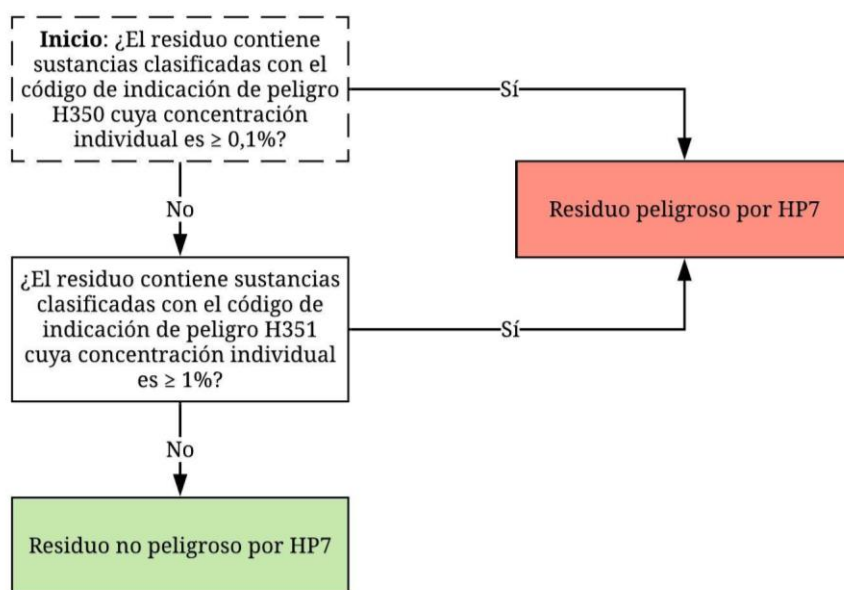 Inicio: ¿El residuo contiene
sustancias clasificadas con el
código de indicación de peligro
H350 cuya concentración
individual es ≥ 0,1%?
Sí
Residuo peligroso por HP7
No
¿El residuo contiene sustancias
clasificadas con el código de
indicación de peligro H351
cuya concentración individual
es ≥ 1%?
Sí
No
Residuo no peligroso por HP7